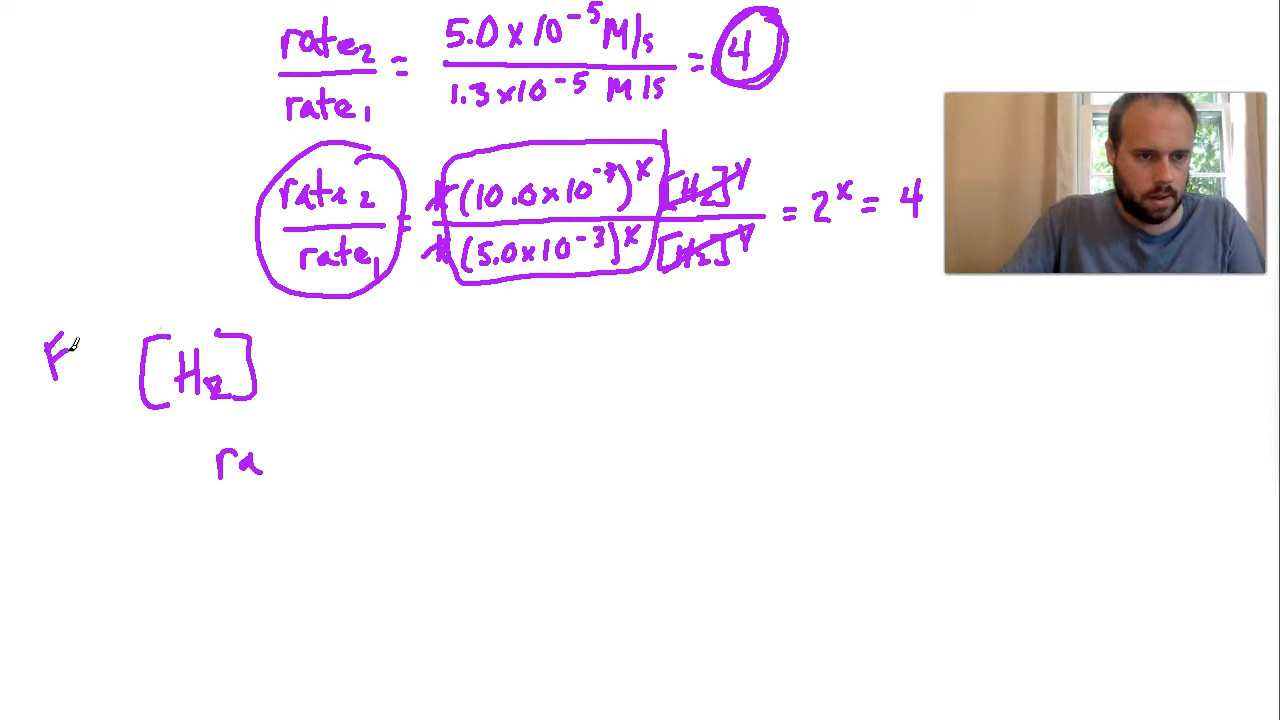 rate₂/rate₁ = 5.0 x 10⁻⁵ M/s / 1.3 x 10⁻⁵ M/s = 4
rate₂/rate₁ = k(10.0 x 10⁻³)ˣ [H₂]ʸ / k(5.0 x 10⁻³)ˣ [H₂]ʸ = 2ˣ = 4
F [H₂]
ra